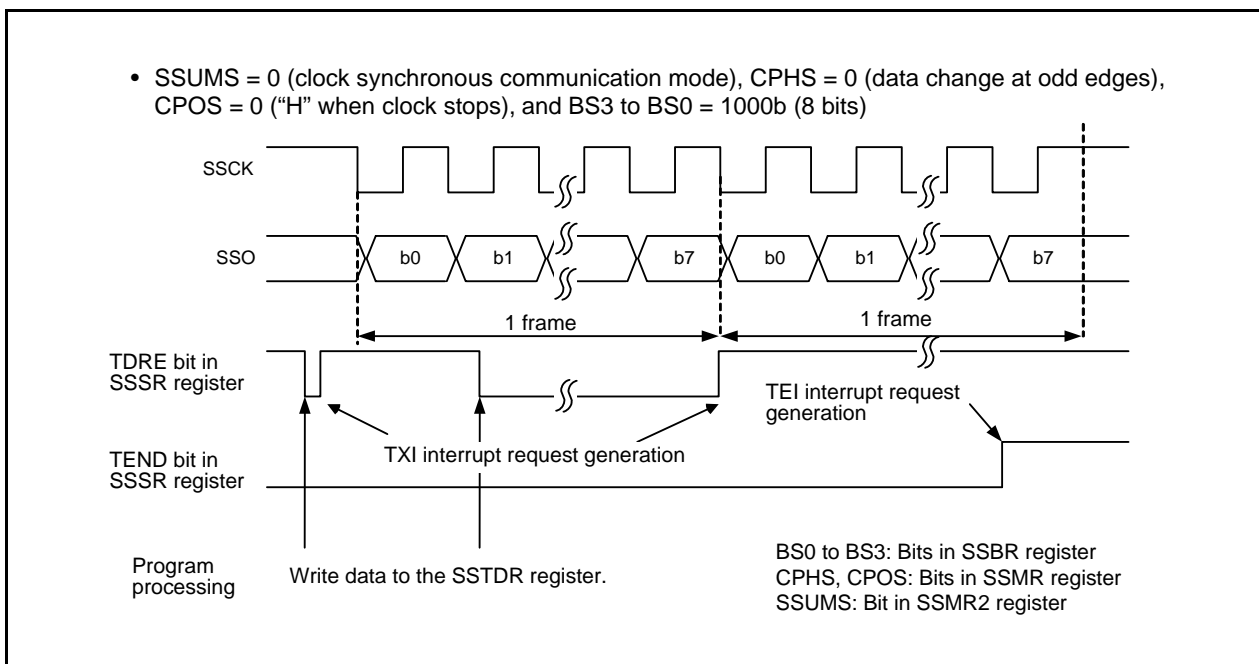 • SSUMS = 0 (clock synchronous communication mode), CPHS = 0 (data change at odd edges),
CPOS = 0 (“H” when clock stops), and BS3 to BS0 = 1000b (8 bits)
SSCK
SSO
b0
b1
b7
b0
b1
b7
1 frame
1 frame
TDRE bit in
SSSR register
TEI interrupt request
generation
TXI interrupt request generation
TEND bit in
SSSR register
Program
processing
Write data to the SSTDR register.
BS0 to BS3: Bits in SSBR register
CPHS, CPOS: Bits in SSMR register
SSUMS: Bit in SSMR2 register